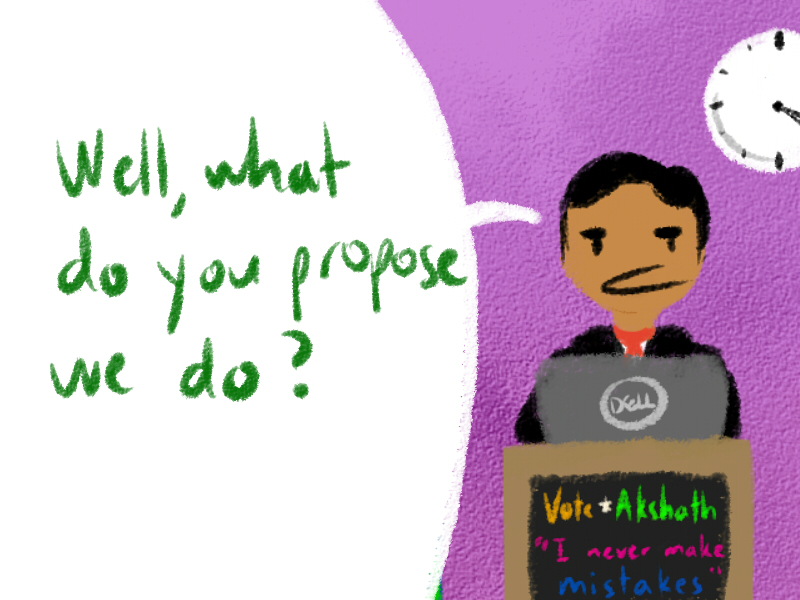 Well, what
do you propose
we do?
DELL
Vote * Akshath
"I never make
mistakes"